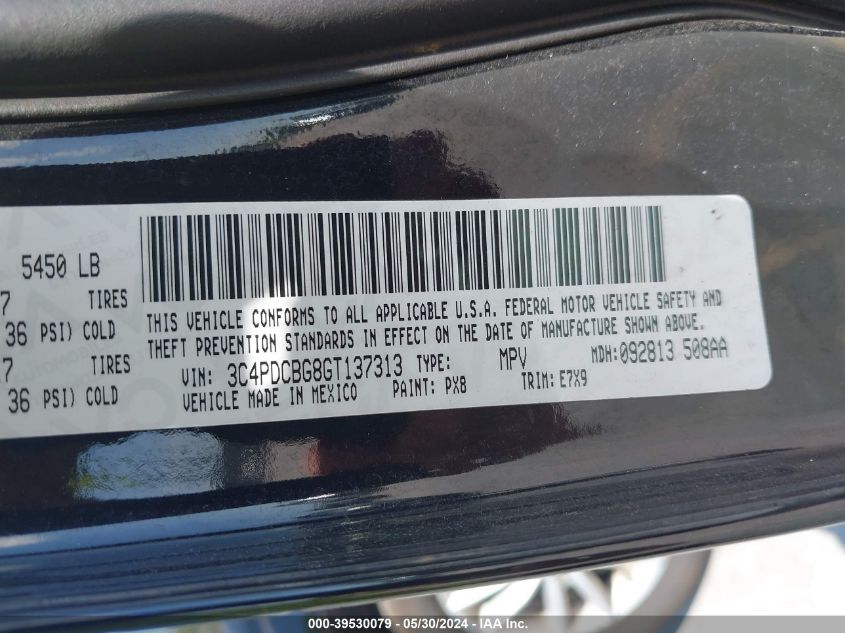 5450 LB
7 TIRES
36 PSI) COLD
7 TIRES
36 PSI) COLD
THIS VEHICLE CONFORMS TO ALL APPLICABLE U.S.A. FEDERAL MOTOR VEHICLE SAFETY AND
THEFT PREVENTION STANDARDS IN EFFECT ON THE DATE OF MANUFACTURE SHOWN ABOVE.
VIN: 3C4PDCBG8GT137313 TYPE: MPV MDH:092813 508AA
VEHICLE MADE IN MEXICO PAINT: PX8 TRIM: E7X9
000-39530079 - 05/30/2024 - IAA Inc.